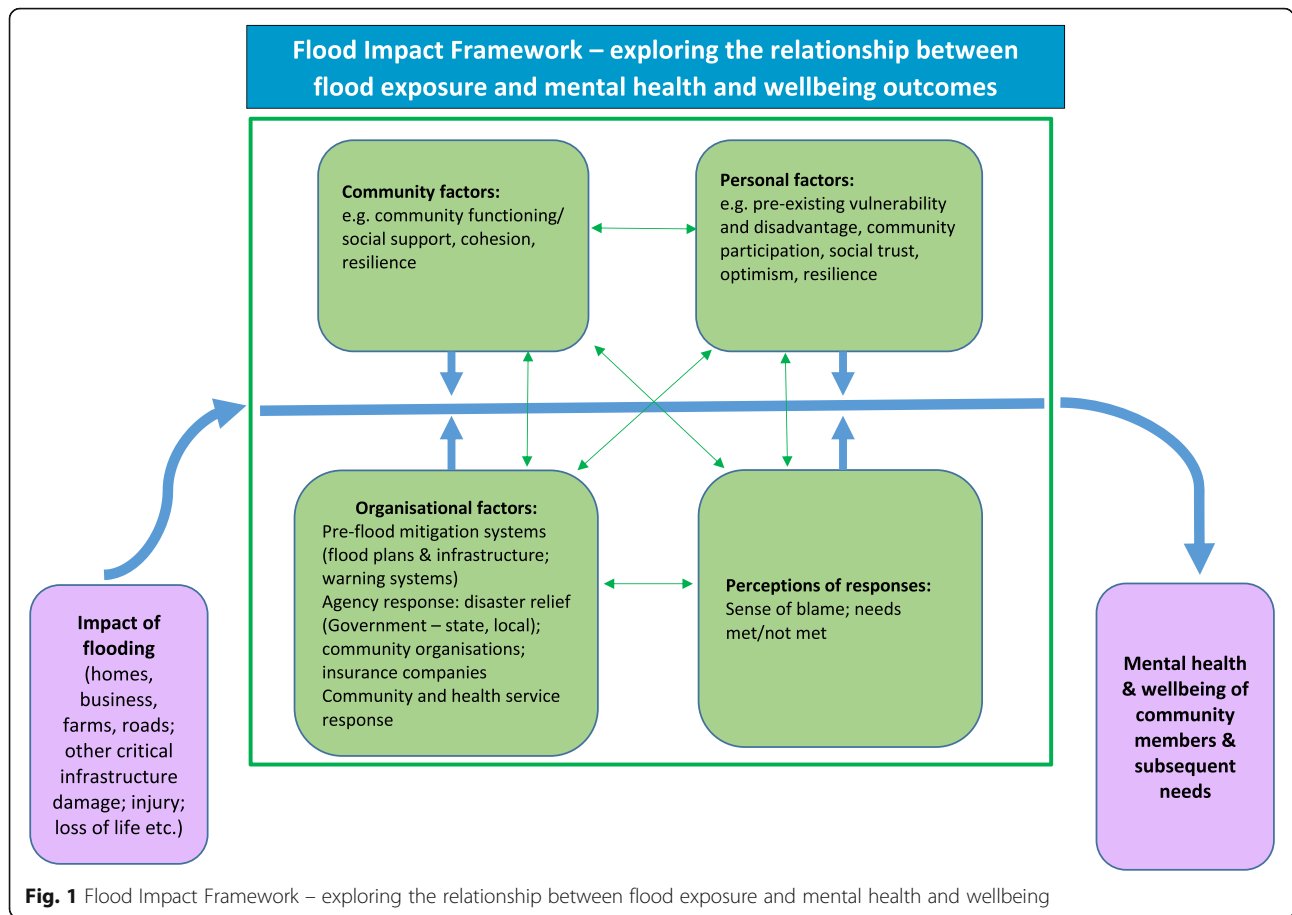 Flood Impact Framework – exploring the relationship between
flood exposure and mental health and wellbeing outcomes
Community factors:
e.g. community functioning/
social support, cohesion,
resilience
Personal factors:
e.g. pre-existing vulnerability
and disadvantage, community
participation, social trust,
optimism, resilience
Organisational factors:
Pre-flood mitigation systems
(flood plans & infrastructure;
warning systems)
Agency response: disaster relief
(Government – state, local);
community organisations;
insurance companies
Community and health service
response
Perceptions of responses:
Sense of blame; needs
met/not met
Impact of
flooding
(homes,
business,
farms, roads;
other critical
infrastructure
damage; injury;
loss of life etc.)
Mental health
& wellbeing of
community
members &
subsequent
needs
Fig. 1 Flood Impact Framework – exploring the relationship between flood exposure and mental health and wellbeing